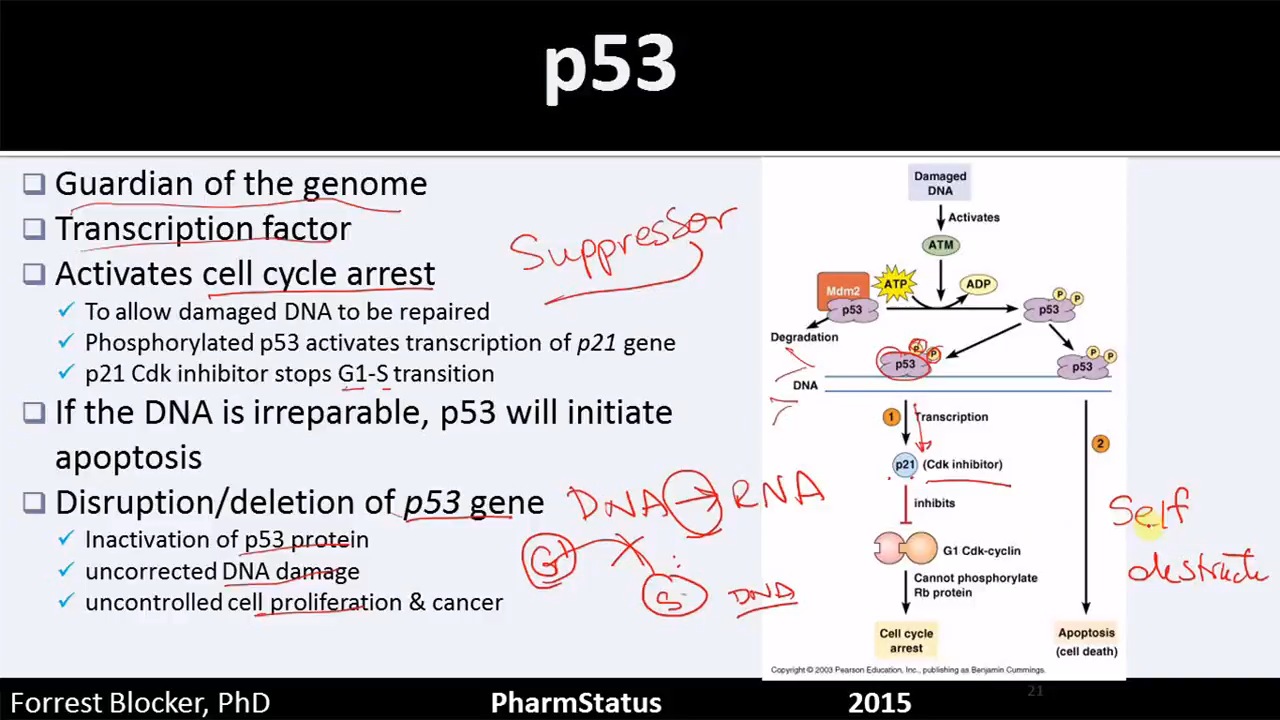 p53
Guardian of the genome
Transcription factor
Activates cell cycle arrest
To allow damaged DNA to be repaired
Phosphorylated p53 activates transcription of p21 gene
p21 Cdk inhibitor stops G1-S transition
If the DNA is irreparable, p53 will initiate
apoptosis
Disruption/deletion of p53 gene
Inactivation of p53 protein
uncorrected DNA damage
uncontrolled cell proliferation & cancer
Suppressor
DNA → RNA
G1
S
DNA
Damaged
DNA
Activates
ATM
Mdm2
ATP
ADP
p53
p53
P
P
Degradation
p53
P
P
p53
P
P
DNA
1
Transcription
2
p21
(Cdk inhibitor)
inhibits
G1 Cdk-cyclin
Cannot phosphorylate
Rb protein
Cell cycle
arrest
Apoptosis
(cell death)
Self
destruct
Copyright © 2003 Pearson Education, Inc., publishing as Benjamin Cummings.
21
Forrest Blocker, PhD
PharmStatus
2015